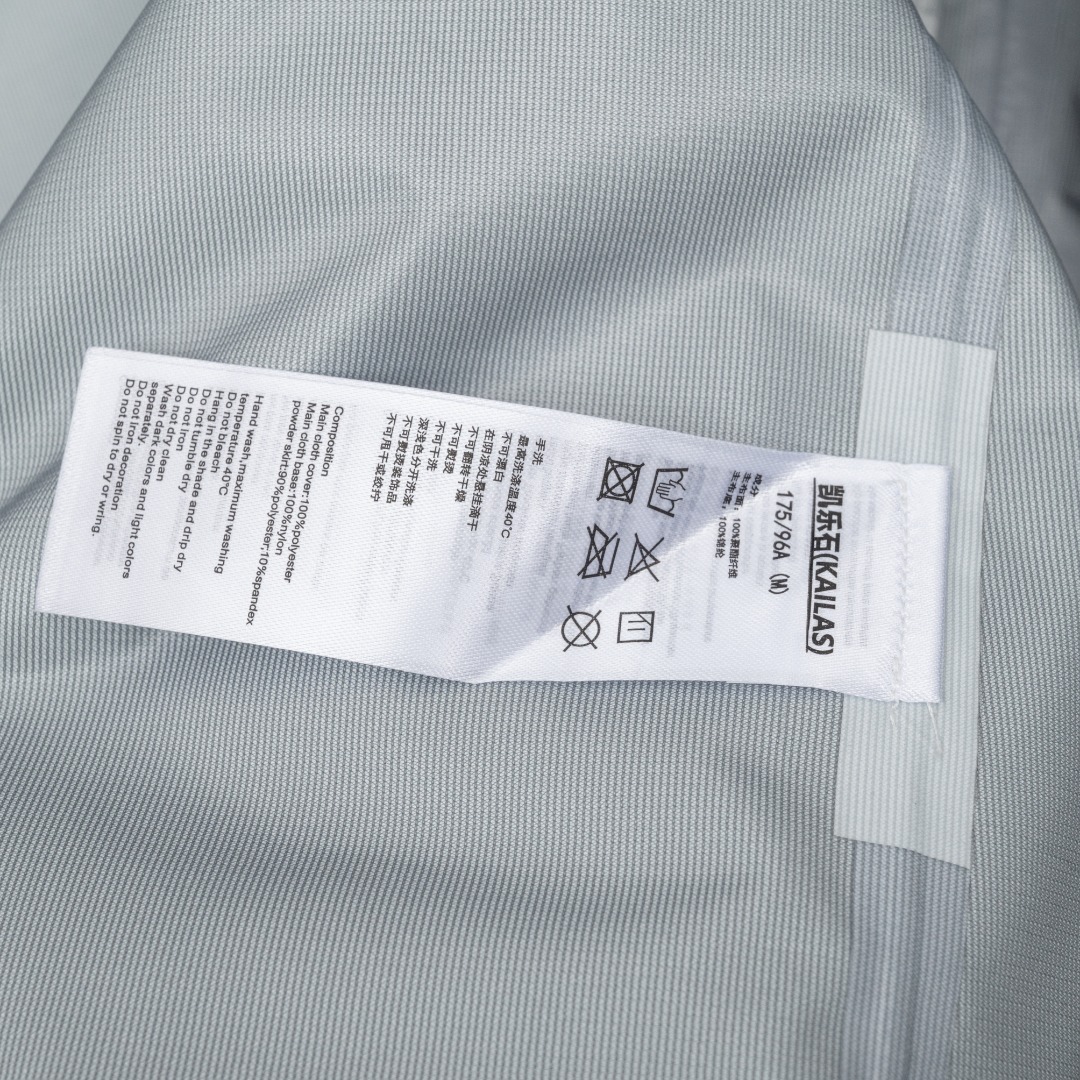 凯乐石(KAILAS)
175/96A (M)
成分
主布面：100%聚酯纤维
主布底：100%锦纶
手洗
最高洗涤温度40℃
不可漂白
在阴凉处悬挂滴干
不可翻转干燥
不可熨烫
不可干洗
深浅色分开洗涤
不可熨烫装饰品
不可甩干或绞拧
Composition
Main cloth cover:100%polyester
Main cloth base:100%nylon
powder skirt:90%polyester;10%spandex
Hand wash,maximum washing
temperature 40℃
Do not bleach
Hang in the shade and drip dry
Do not tumble dry
Do not iron
Do not dry clean
Wash dark colors and light colors
separately.
Do not iron decoration
Do not spin to dry or wring.